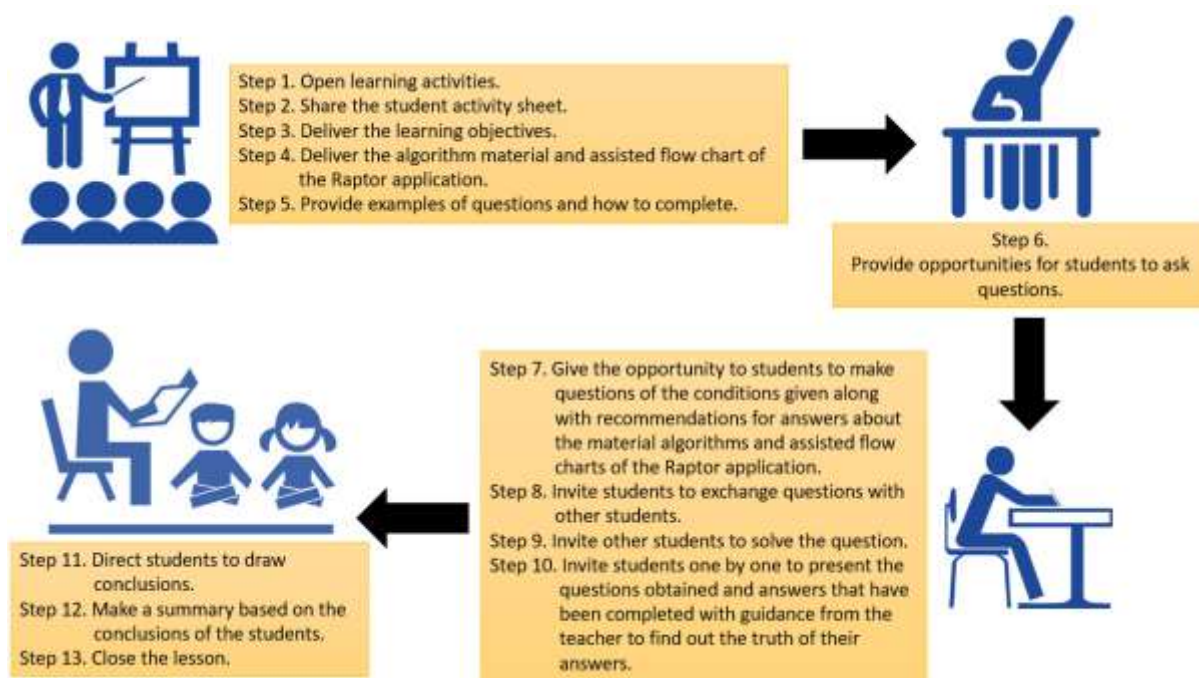 Step 1. Open learning activities.
Step 2. Share the student activity sheet.
Step 3. Deliver the learning objectives.
Step 4. Deliver the algorithm material and assisted flow chart of
the Raptor application.
Step 5. Provide examples of questions and how to complete.
Step 6.
Provide opportunities for students to ask
questions.
Step 7. Give the opportunity to students to make
questions of the conditions given along
with recommendations for answers about
the material algorithms and assisted flow
charts of the Raptor application.
Step 8. Invite students to exchange questions with
other students.
Step 9. Invite other students to solve the question.
Step 10. Invite students one by one to present the
questions obtained and answers that have
been completed with guidance from the
teacher to find out the truth of their
answers.
Step 11. Direct students to draw
conclusions.
Step 12. Make a summary based on the
conclusions of the students.
Step 13. Close the lesson.